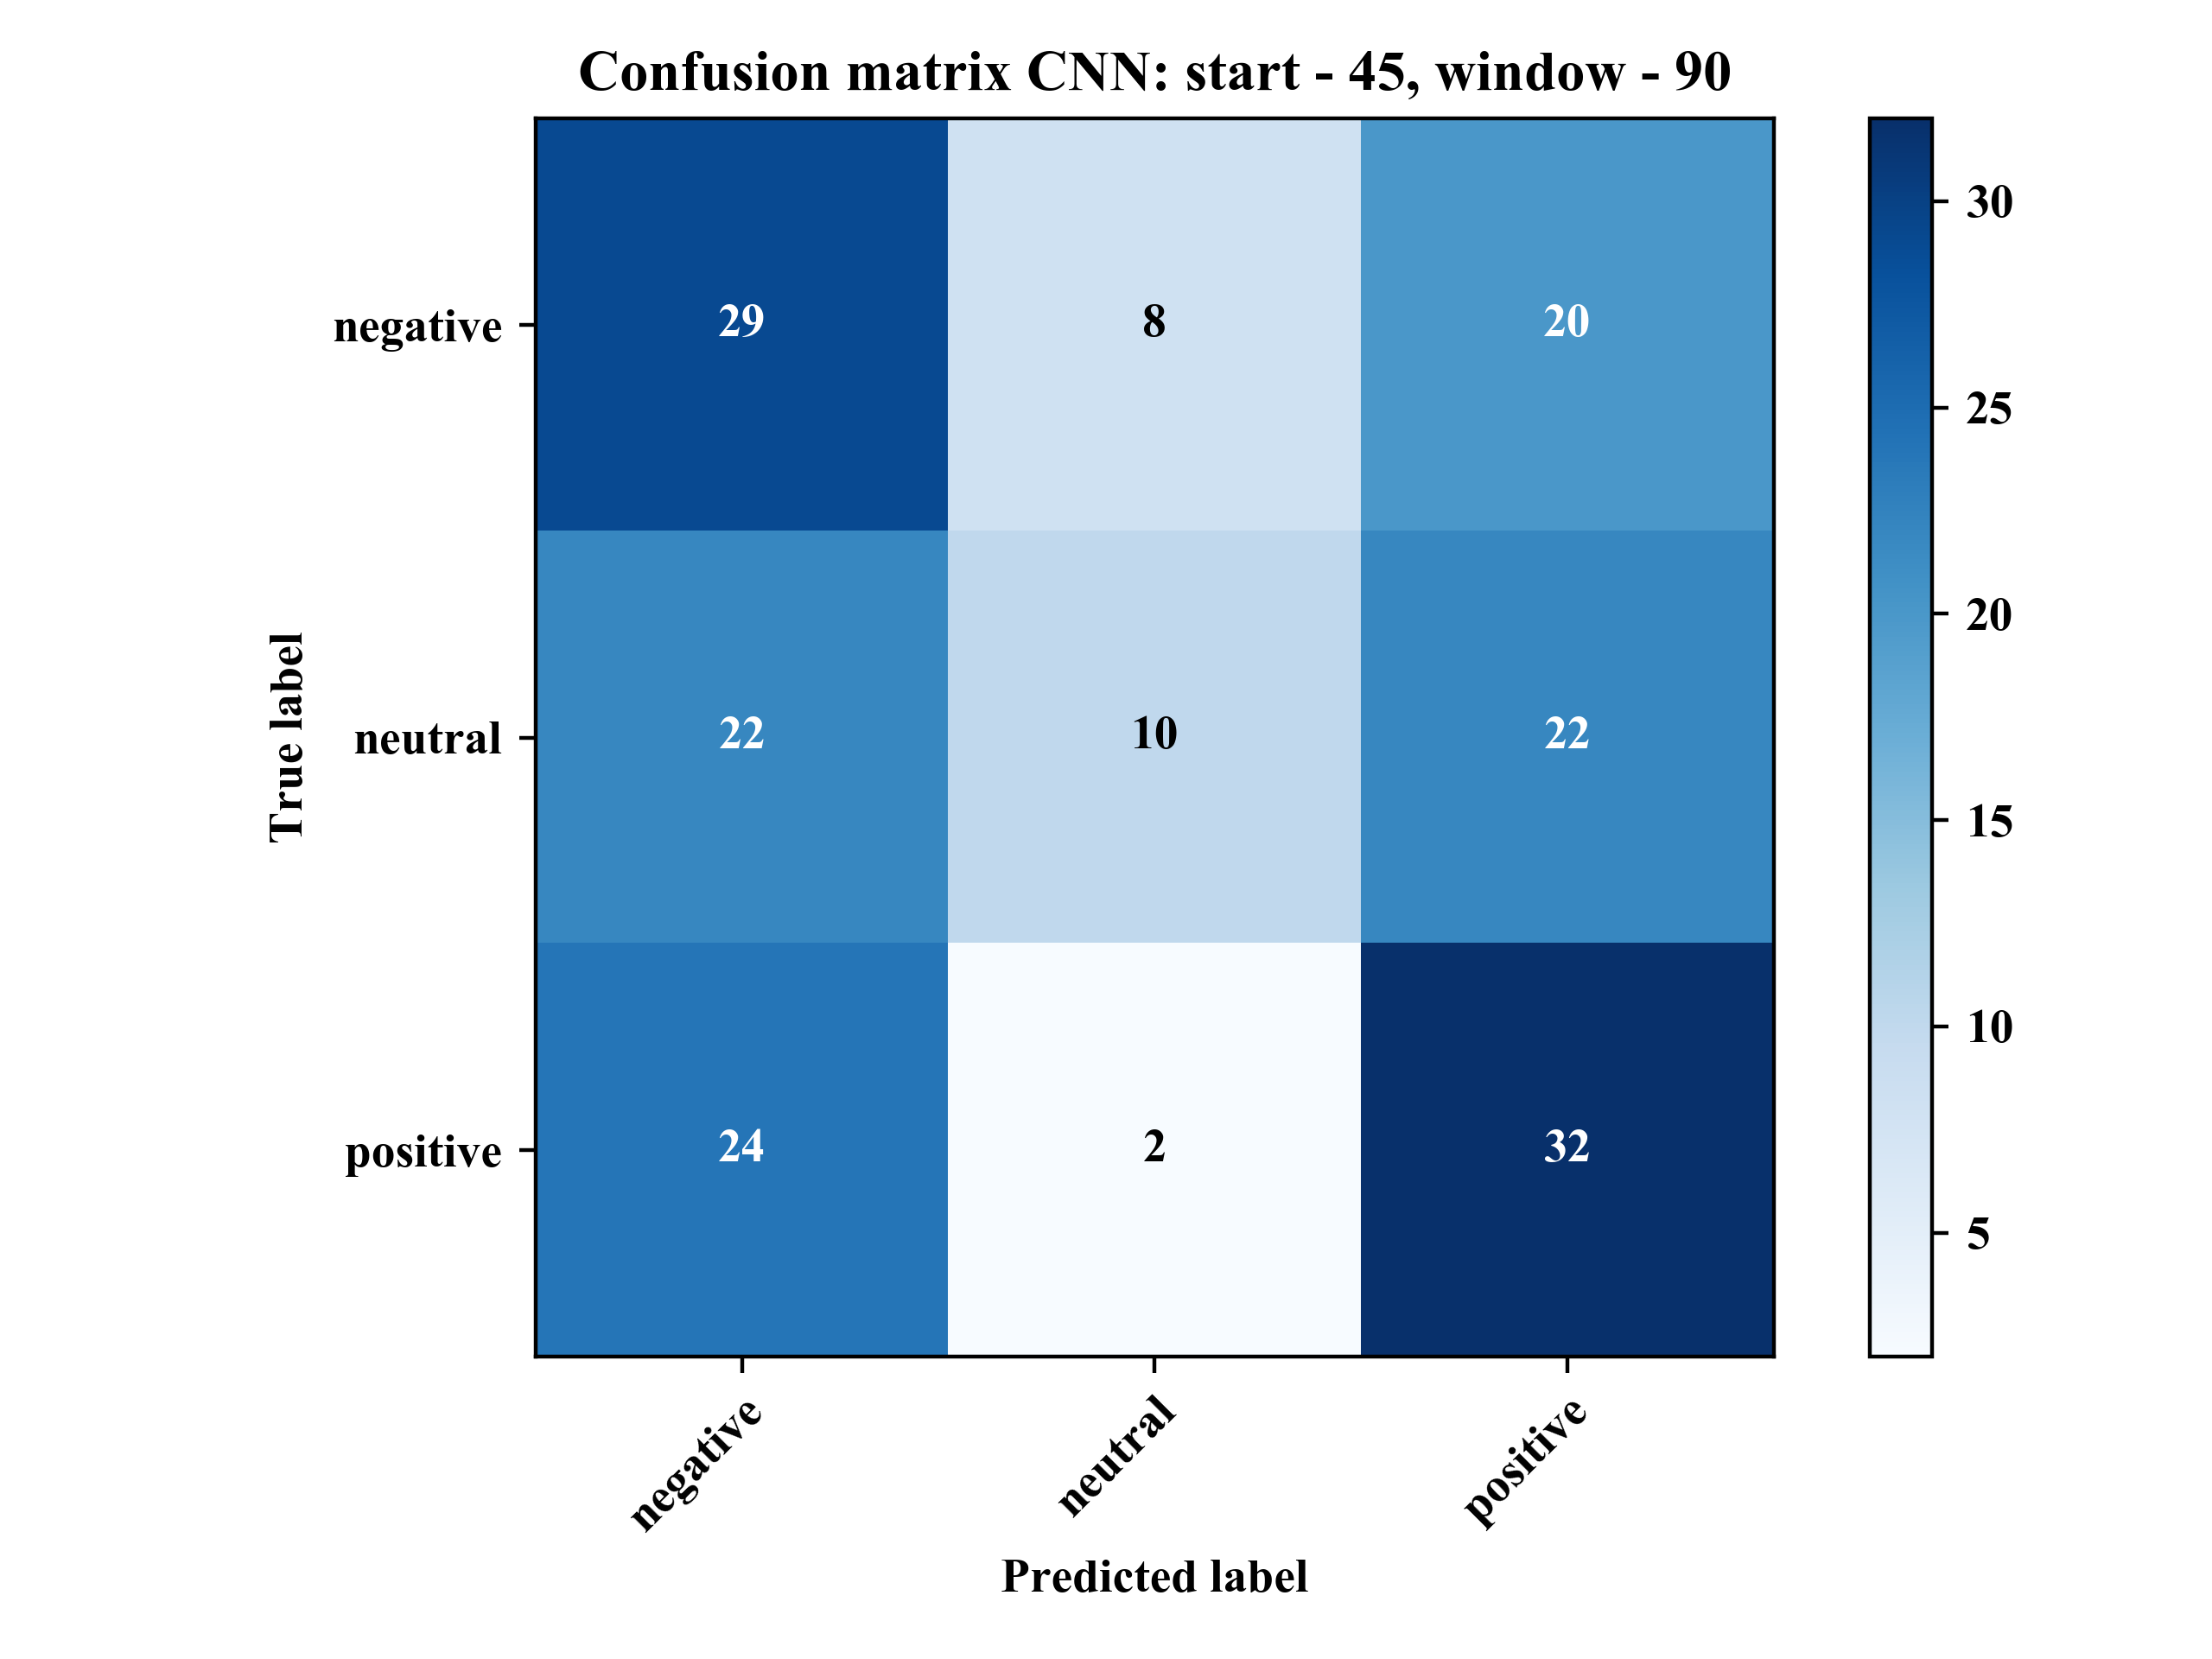 Confusion matrix CNN: start - 45, window - 90
True label
negative
29
8
20
neutral
22
10
22
positive
24
2
32
negative
neutral
positive
Predicted label
30
25
20
15
10
5